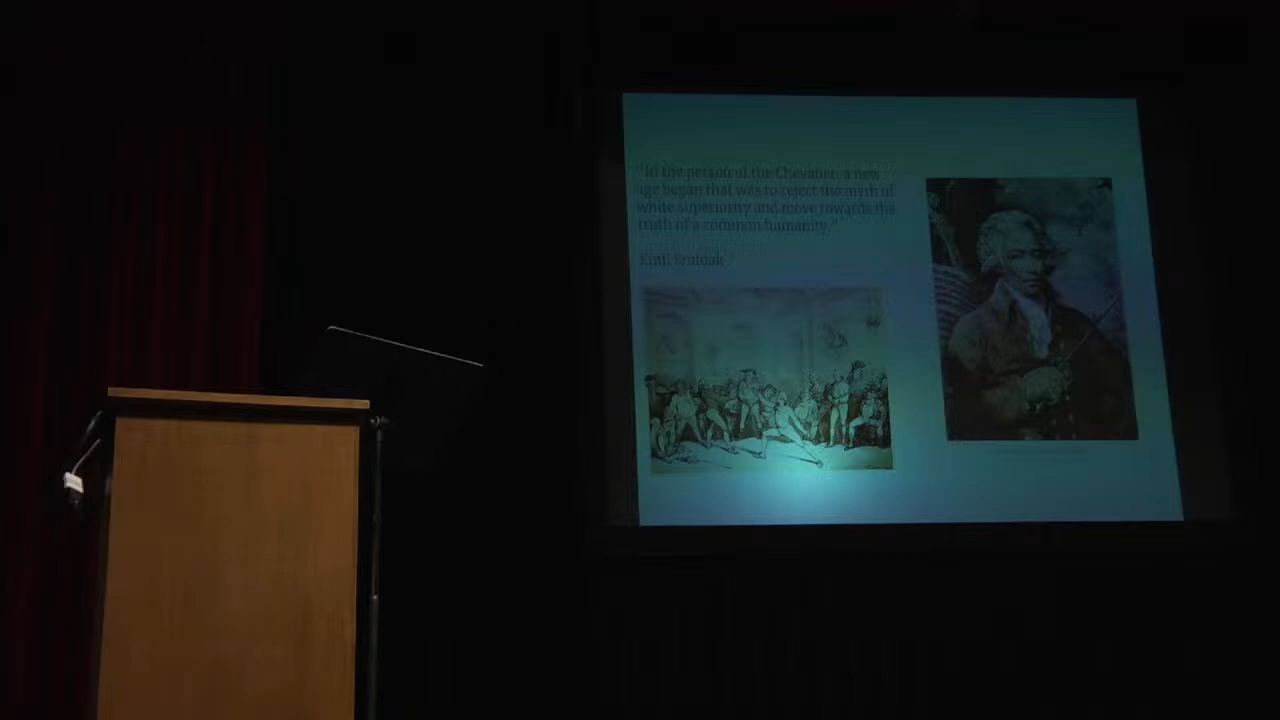 "In the person of the Chevalier, a new
age began that was to reject the myth of
white superiority and move towards the
truth of a common humanity."
Emil Smidak